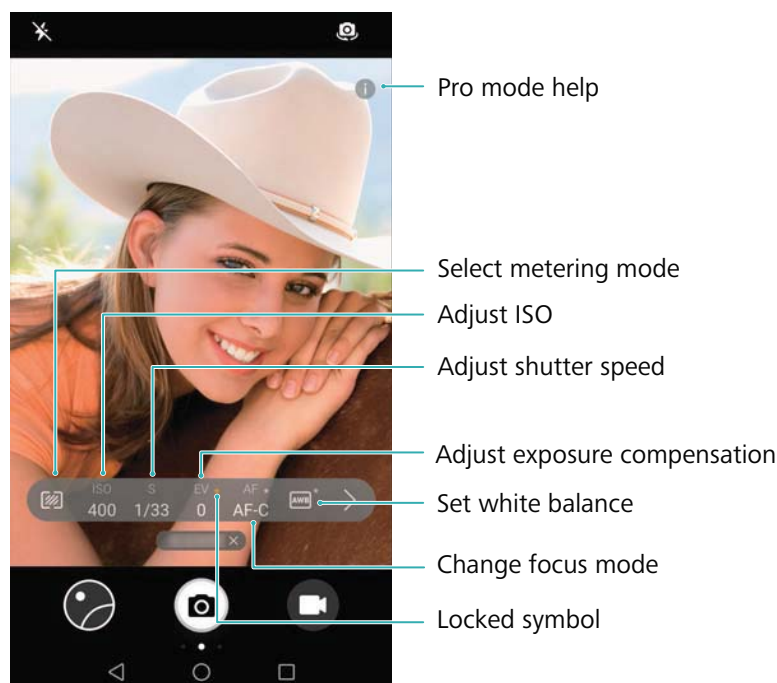 Pro mode help
Select metering mode
Adjust ISO
Adjust shutter speed
Adjust exposure compensation
ISO S EV AF
400 1/33 0 AF-C AWB
Set white balance
Change focus mode
Locked symbol